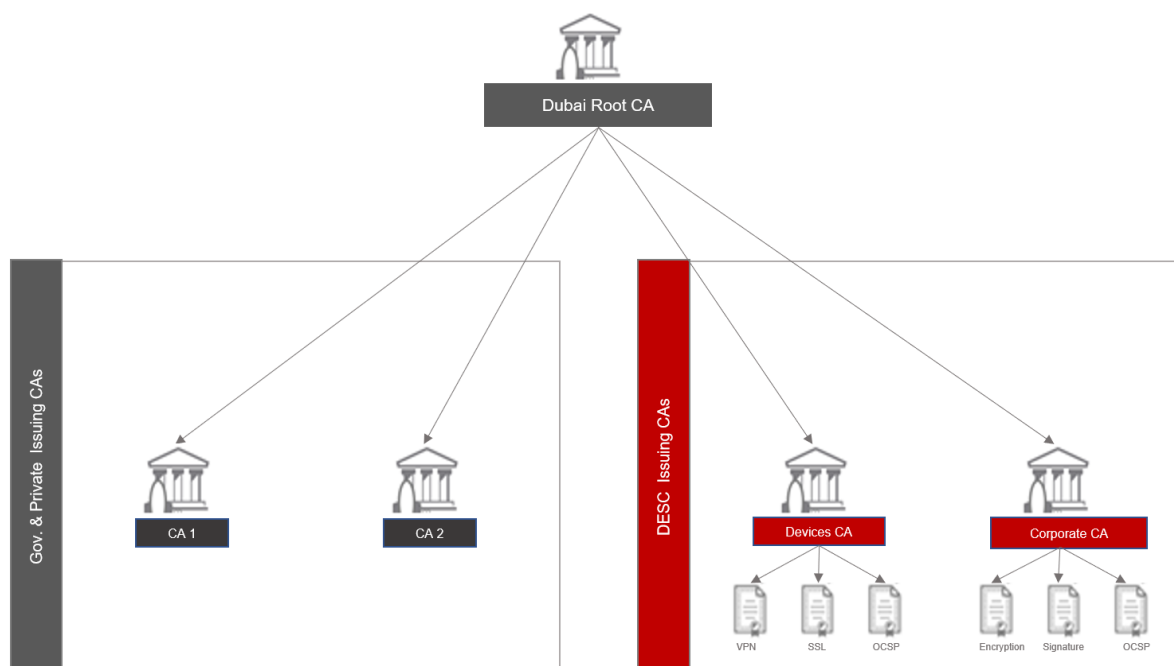 Dubai Root CA
Gov. & Private Issuing CAs
DESC Issuing CAs
CA 1
CA 2
Devices CA
Corporate CA
VPN
SSL
OCSP
Encryption
Signature
OCSP